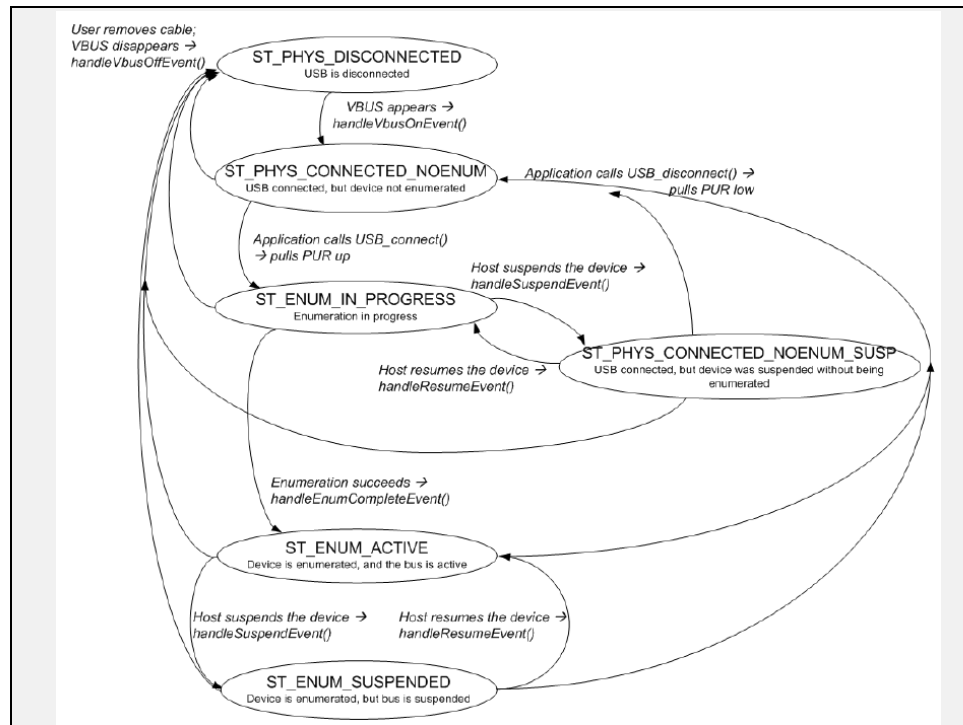 User removes cable;
VBUS disappears →
handleVbusOffEvent()
ST_PHYS_DISCONNECTED
USB is disconnected
VBUS appears →
handleVbusOnEvent()
ST_PHYS_CONNECTED_NOENUM
USB connected, but device not enumerated
Application calls USB_disconnect() →
pulls PUR low
Application calls USB_connect()
→ pulls PUR up
Host suspends the device →
handleSuspendEvent()
ST_ENUM_IN_PROGRESS
Enumeration in progress
ST_PHYS_CONNECTED_NOENUM_SUSP
USB connected, but device was suspended without being
enumerated
Host resumes the device →
handleResumeEvent()
Enumeration succeeds →
handleEnumCompleteEvent()
ST_ENUM_ACTIVE
Device is enumerated, and the bus is active
Host suspends the device →
handleSuspendEvent()
Host resumes the device →
handleResumeEvent()
ST_ENUM_SUSPENDED
Device is enumerated, but bus is suspended